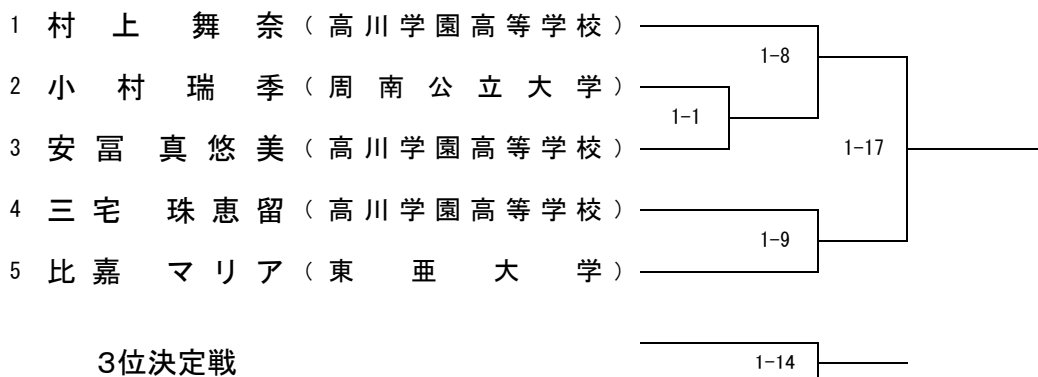 1 村上 舞奈（高川学園高等学校）
1-8
2 小村瑞季（周南公立大学）
1-1
3 安冨 真悠美（高川学園高等学校）
1-17
4 三宅 珠恵留（高川学園高等学校）
1-9
5 比嘉 マリア（東亜大学）
3位決定戦
1-14